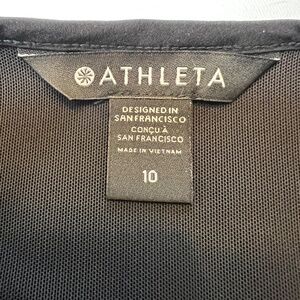 ATHLETA
DESIGNED IN
SAN FRANCISCO
CONÇU À
SAN FRANCISCO
MADE IN VIETNAM
10